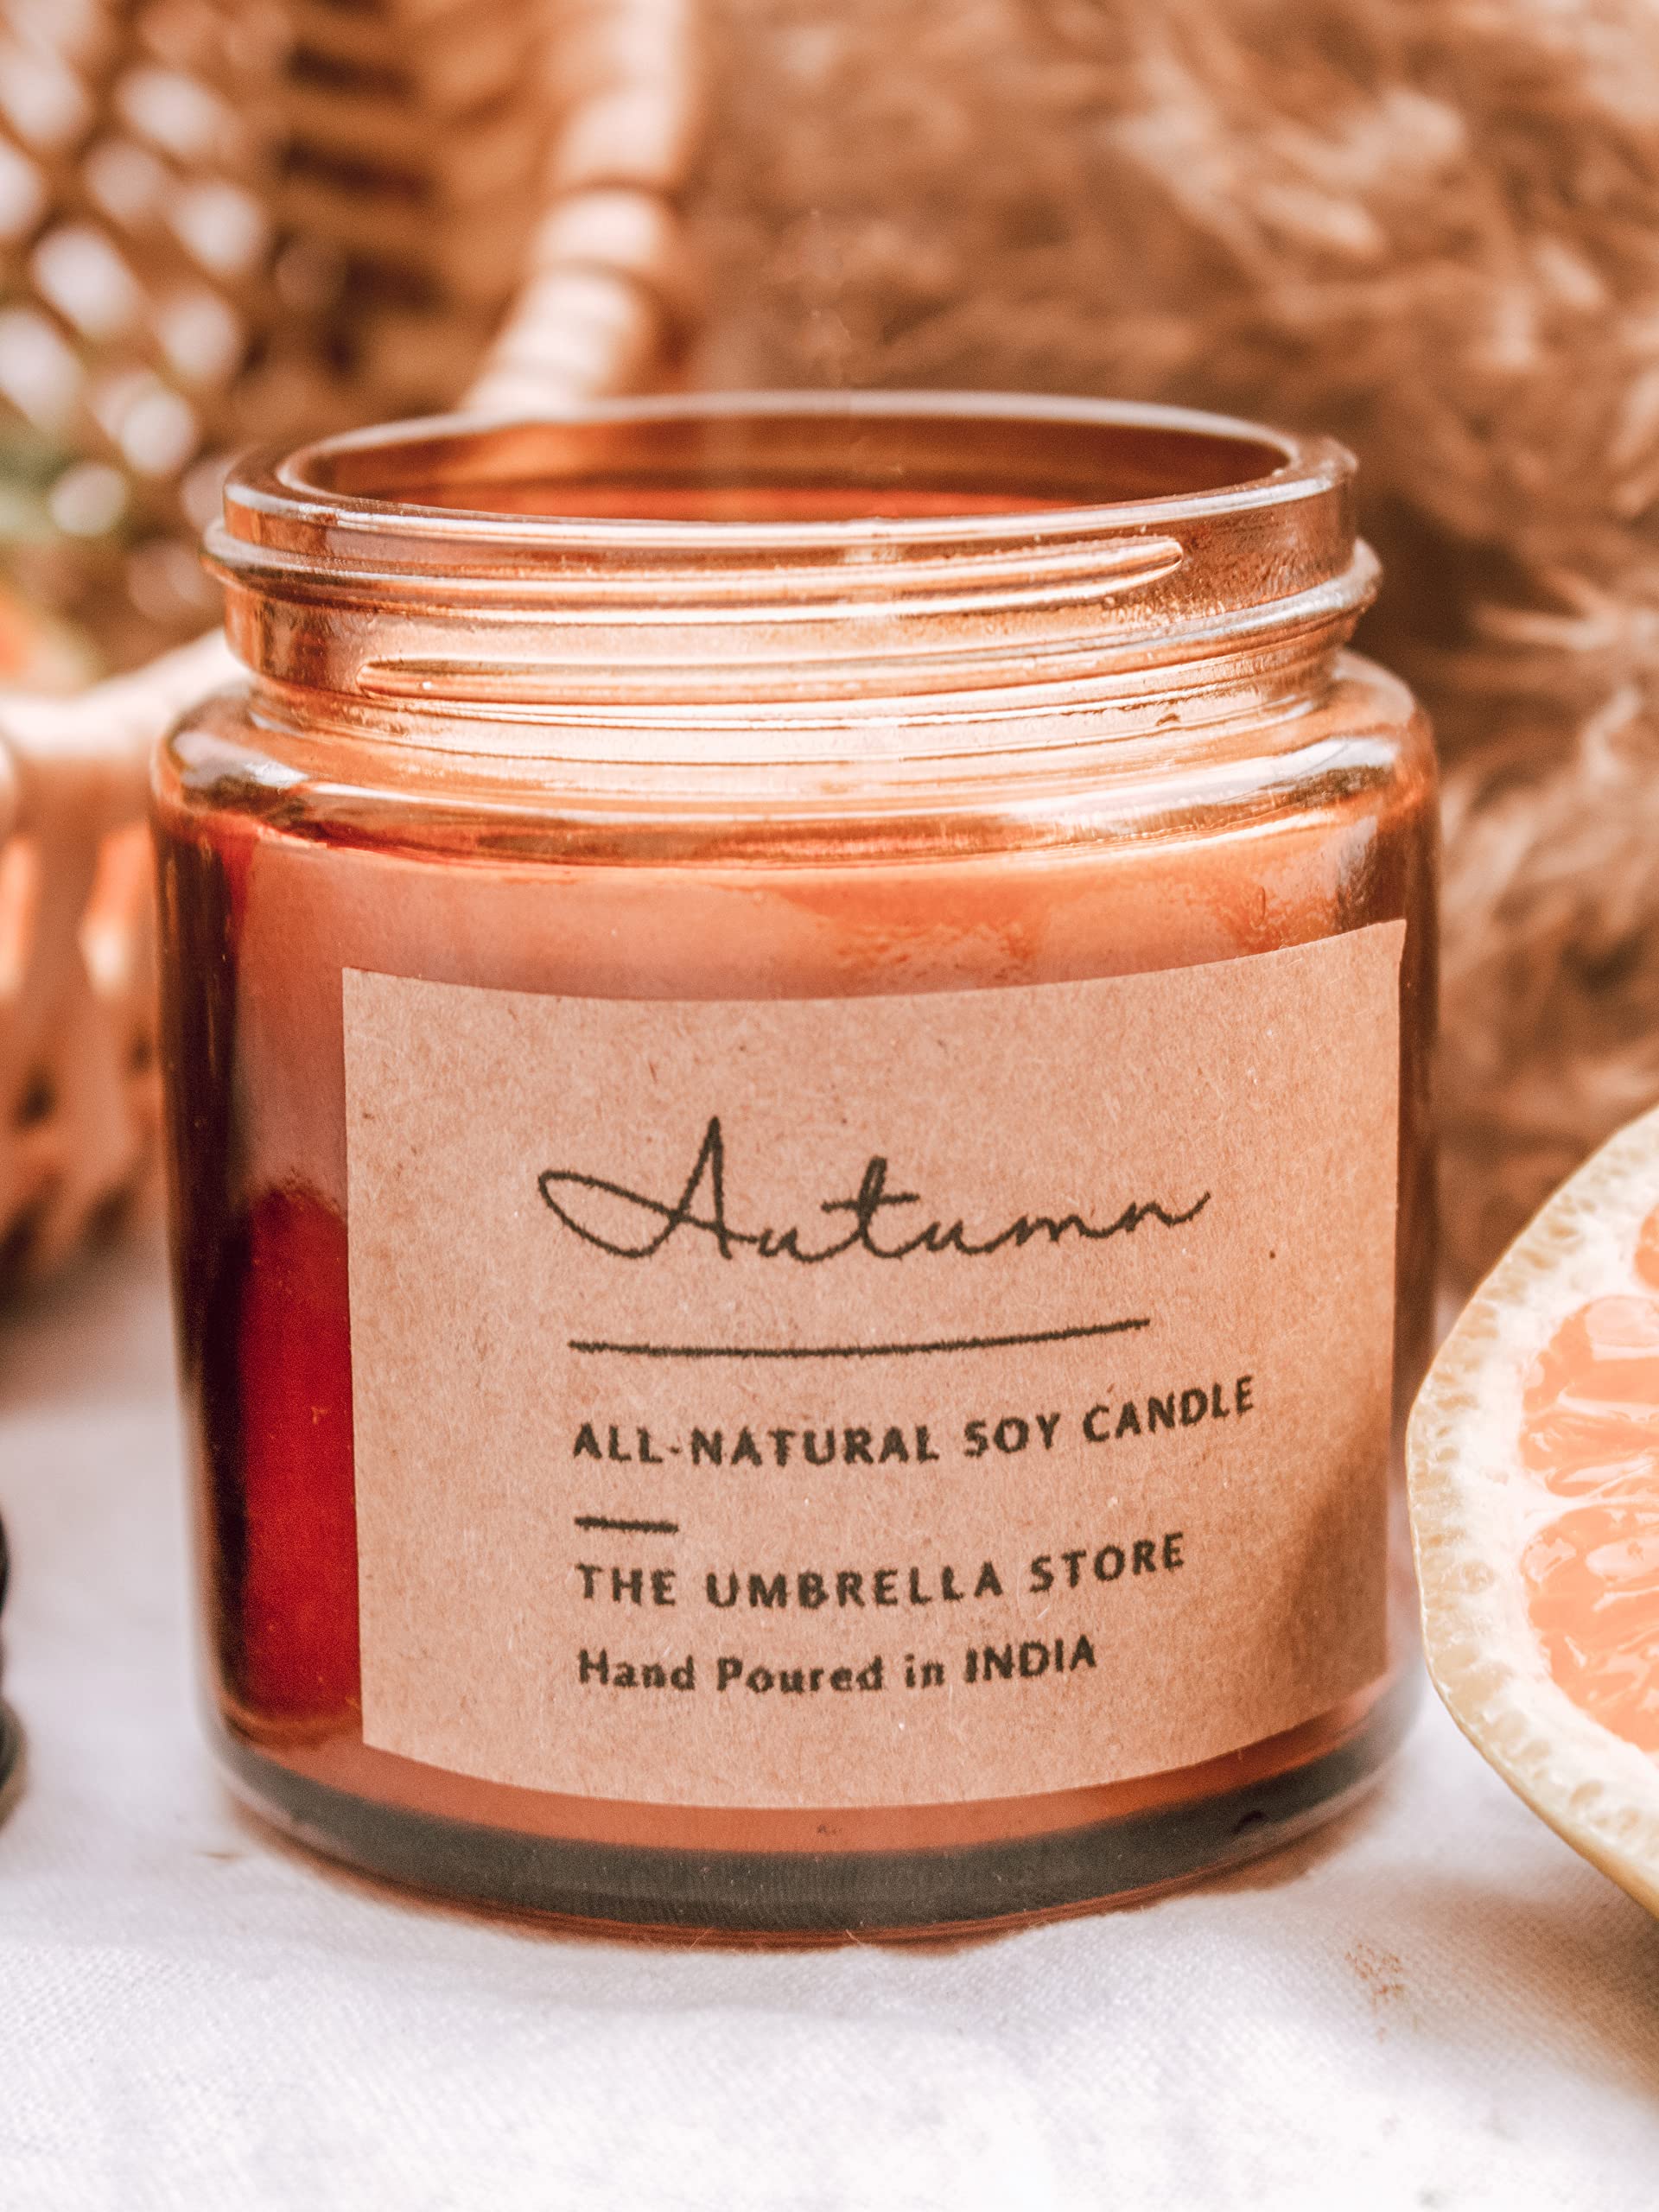 Autumn
ALL-NATURAL SOY CANDLE
THE UMBRELLA STORE
Hand Poured in INDIA